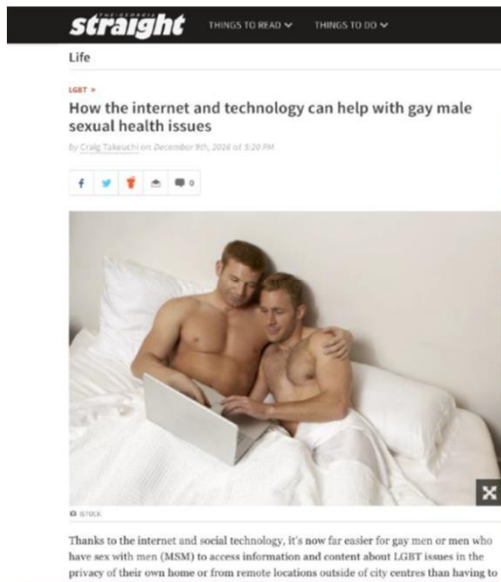 THE GEORGIA
straight
THINGS TO READ
THINGS TO DO
Life
LGBT »
How the internet and technology can help with gay male
sexual health issues
by Craig Takeuchi on December 9th, 2016 at 5:20 PM
0
ISTOCK
Thanks to the internet and social technology, it's now far easier for gay men or men who
have sex with men (MSM) to access information and content about LGBT issues in the
privacy of their own home or from remote locations outside of city centres than having to